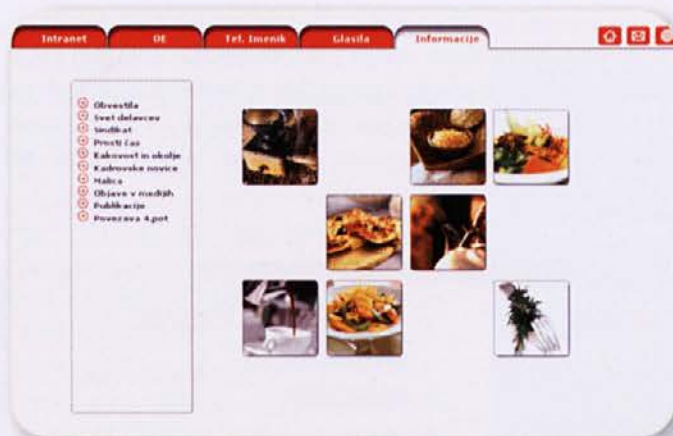 Intranet
DE
Tel. Imenik
Glasila
Informacije
Obvestila
Svet delavcev
Sindikat
Prosti čas
Kakovost in okolje
Kadrovske novice
Malica
Objave v medijih
Publikacije
Povezava 4.pot